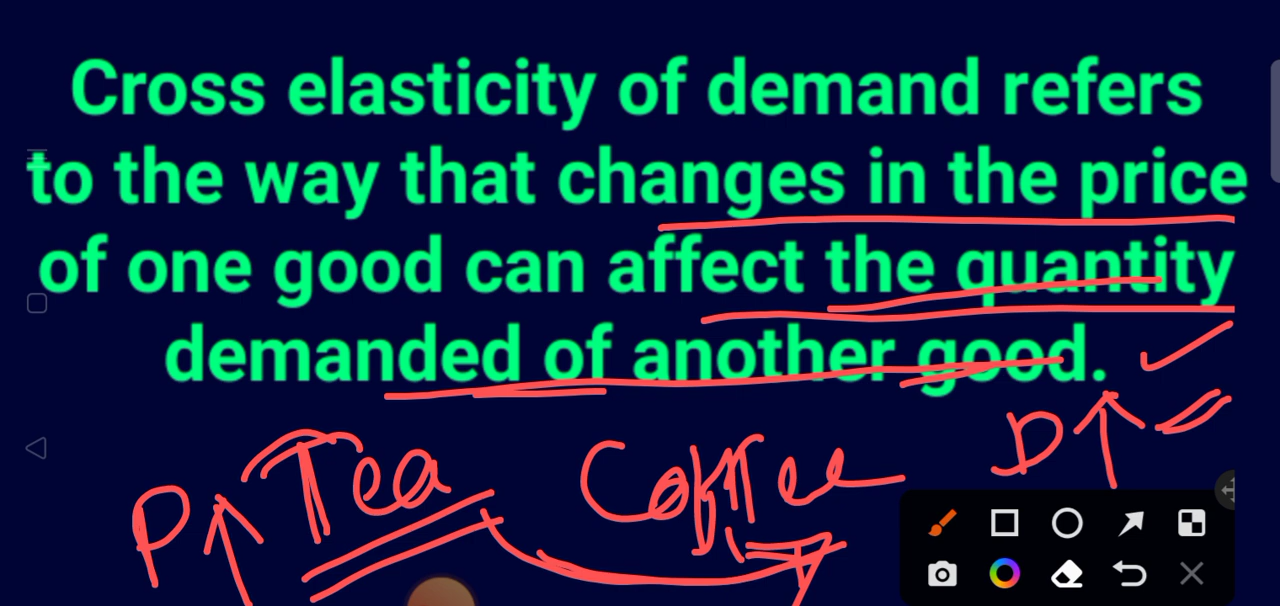 Cross elasticity of demand refers
to the way that changes in the price
of one good can affect the quantity
demanded of another good.
P↑ Tea Coffee D↑